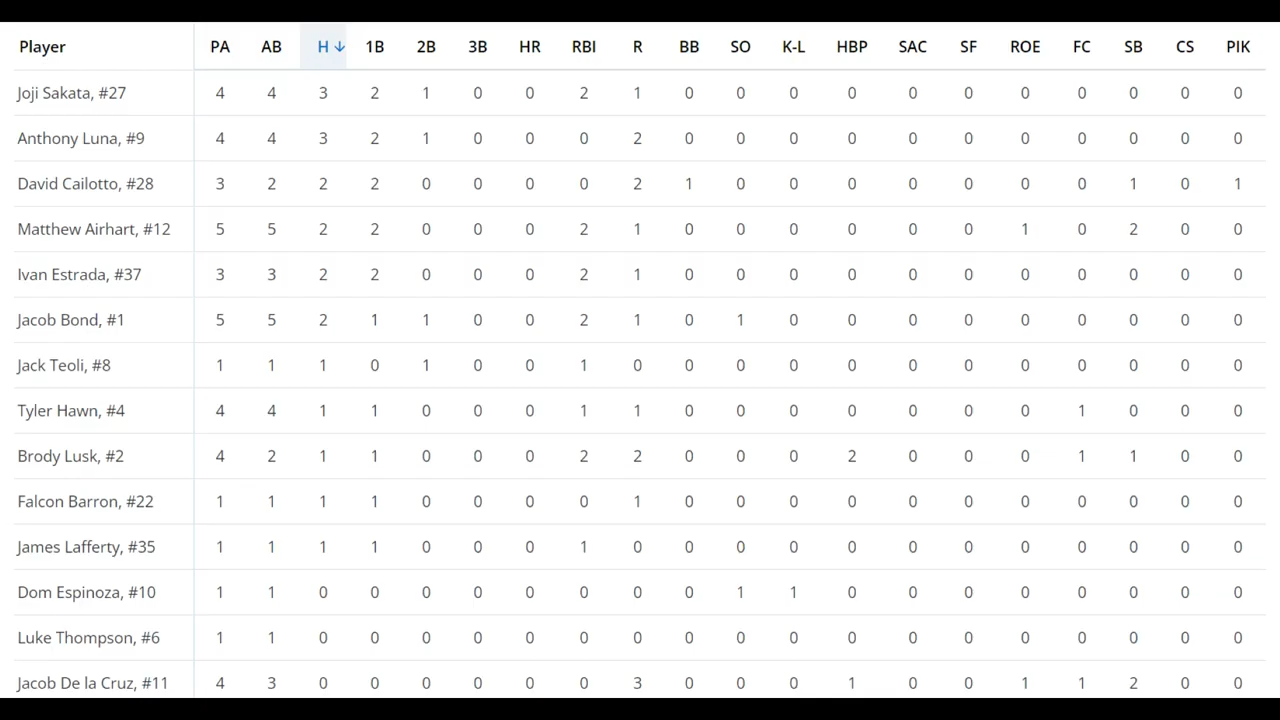 Player PA AB H ↓ 1B 2B 3B HR RBI R BB SO K-L HBP SAC SF ROE FC SB CS PIK
Joji Sakata, #27 4 4 3 2 1 0 0 2 1 0 0 0 0 0 0 0 0 0 0 0
Anthony Luna, #9 4 4 3 2 1 0 0 0 2 0 0 0 0 0 0 0 0 0 0 0
David Cailotto, #28 3 2 2 2 0 0 0 0 2 1 0 0 0 0 0 0 0 1 0 1
Matthew Airhart, #12 5 5 2 2 0 0 0 2 1 0 0 0 0 0 0 1 0 2 0 0
Ivan Estrada, #37 3 3 2 2 0 0 0 2 1 0 0 0 0 0 0 0 0 0 0 0
Jacob Bond, #1 5 5 2 1 1 0 0 2 1 0 1 0 0 0 0 0 0 0 0 0
Jack Teoli, #8 1 1 1 0 1 0 0 1 0 0 0 0 0 0 0 0 0 0 0 0
Tyler Hawn, #4 4 4 1 1 0 0 0 1 1 0 0 0 0 0 0 0 1 0 0 0
Brody Lusk, #2 4 2 1 1 0 0 0 2 2 0 0 0 2 0 0 0 1 1 0 0
Falcon Barron, #22 1 1 1 1 0 0 0 0 1 0 0 0 0 0 0 0 0 0 0 0
James Lafferty, #35 1 1 1 1 0 0 0 1 0 0 0 0 0 0 0 0 0 0 0 0
Dom Espinoza, #10 1 1 0 0 0 0 0 0 0 0 1 1 0 0 0 0 0 0 0 0
Luke Thompson, #6 1 1 0 0 0 0 0 0 0 0 0 0 0 0 0 0 0 0 0 0
Jacob De la Cruz, #11 4 3 0 0 0 0 0 0 3 0 0 0 1 0 0 1 1 2 0 0